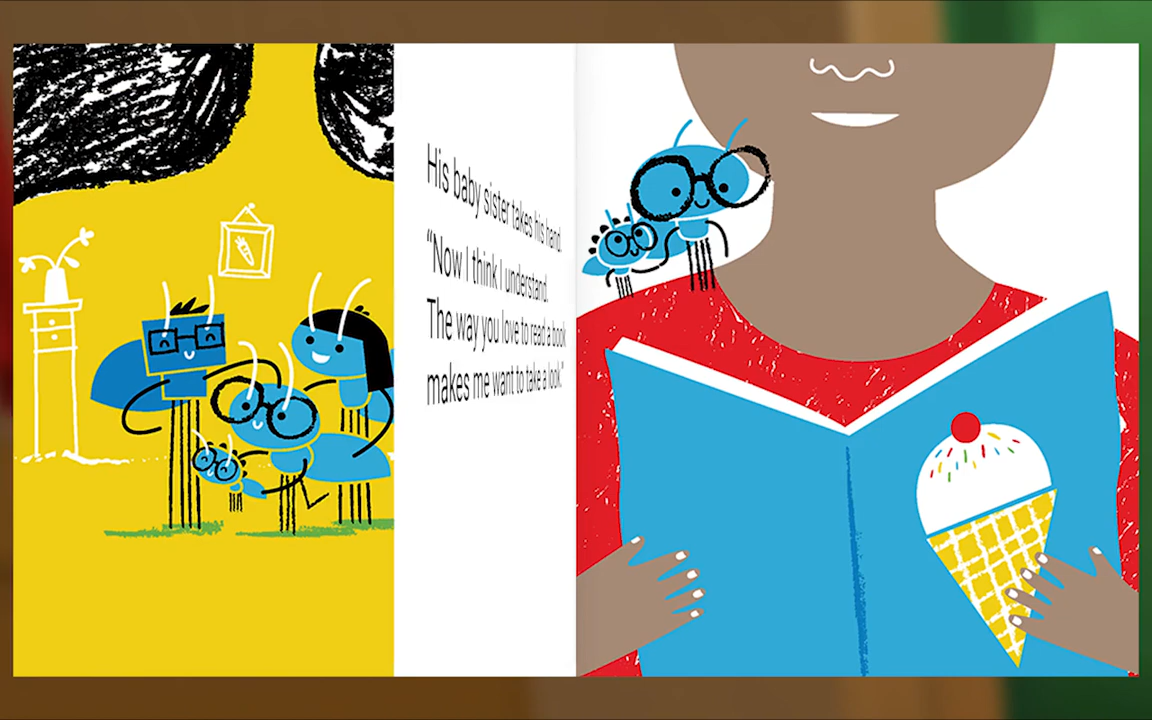 His baby sister takes his hand.
“Now I think I understand.
The way you love to read a book
makes me want to take a look.”